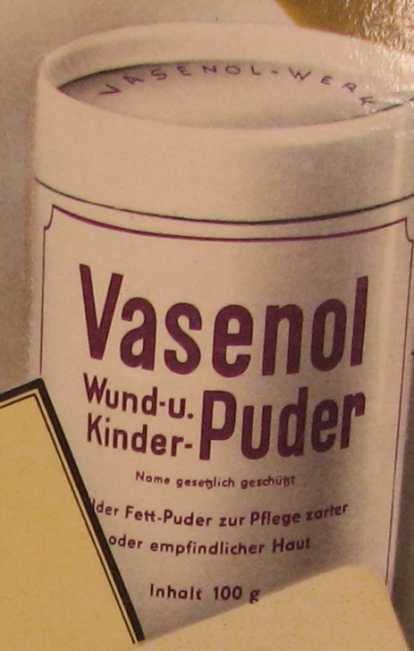 VASENOL-WERK
Vasenol
Wund-u.
Kinder-Puder
Name gesetzlich geschützt
lder Fett-Puder zur Pflege zarter
oder empfindlicher Haut
Inhalt 100 g